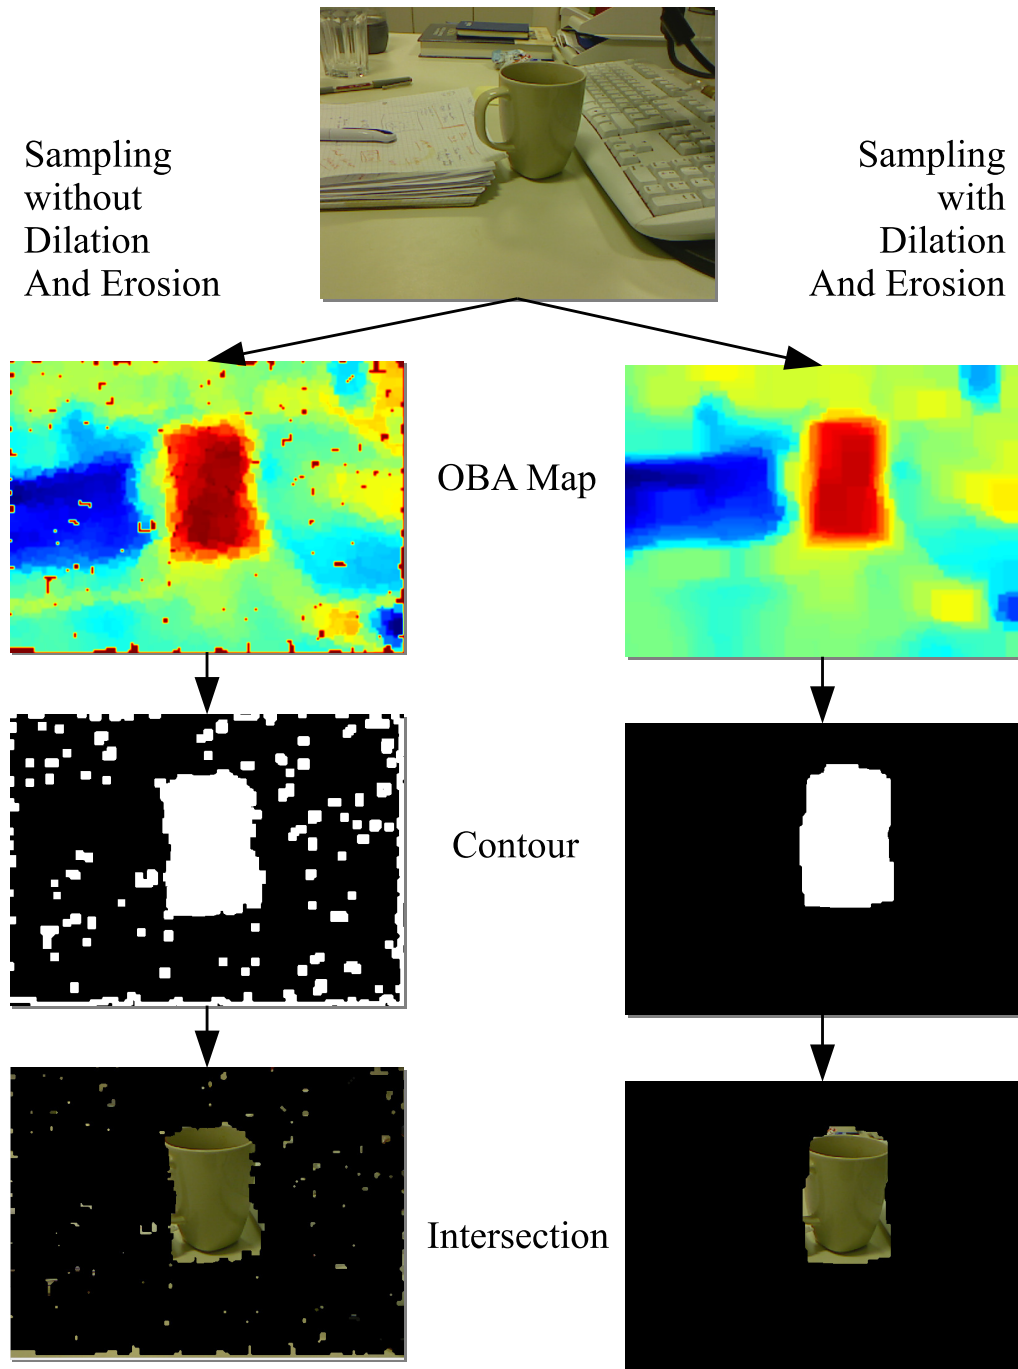 Sampling
without
Dilation
And Erosion
Sampling
with
Dilation
And Erosion
OBA Map
Contour
Intersection